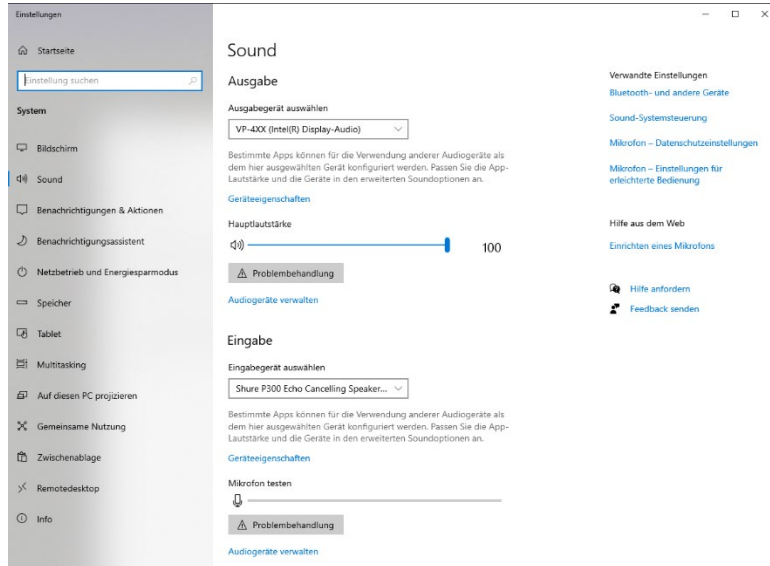 Einstellungen
Startseite
Einstellung suchen
System
Bildschirm
Sound
Benachrichtigungen & Aktionen
Benachrichtigungsassistent
Netzbetrieb und Energiesparmodus
Speicher
Tablet
Multitasking
Auf diesen PC projizieren
Gemeinsame Nutzung
Zwischenablage
Remotedesktop
Info
Sound
Ausgabe
Ausgabegerät auswählen
VP-4XX (Intel(R) Display-Audio)
Bestimmte Apps können für die Verwendung anderer Audiogeräte als
dem hier ausgewählten Gerät konfiguriert werden. Passen Sie die App-
Lautstärke und die Geräte in den erweiterten Soundoptionen an.
Geräteeigenschaften
Hauptlautstärke
100
Problembehandlung
Audiogeräte verwalten
Eingabe
Eingabegerät auswählen
Shure P300 Echo Cancelling Speaker...
Bestimmte Apps können für die Verwendung anderer Audiogeräte als
dem hier ausgewählten Gerät konfiguriert werden. Passen Sie die App-
Lautstärke und die Geräte in den erweiterten Soundoptionen an.
Geräteeigenschaften
Mikrofon testen
Problembehandlung
Audiogeräte verwalten
Verwandte Einstellungen
Bluetooth- und andere Geräte
Sound-Systemsteuerung
Mikrofon – Datenschutzeinstellungen
Mikrofon – Einstellungen für
erleichterte Bedienung
Hilfe aus dem Web
Einrichten eines Mikrofons
Hilfe anfordern
Feedback senden